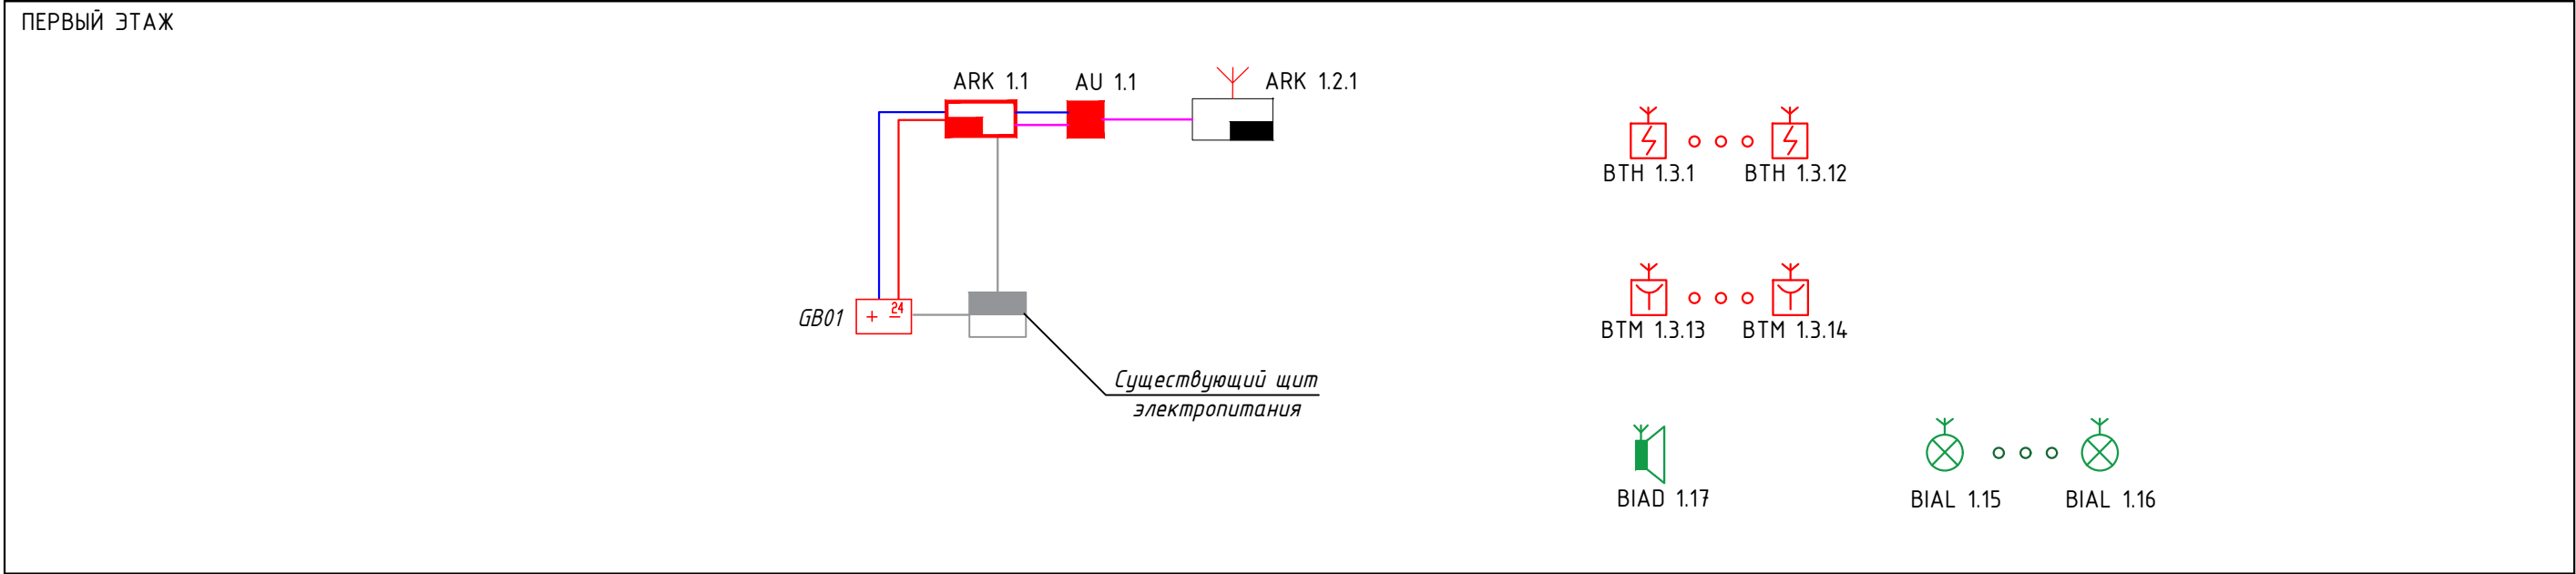 ПЕРВЫЙ ЭТАЖ
ARK 1.1
AU 1.1
ARK 1.2.1
BTH 1.3.1
BTH 1.3.12
GB01
+ 24
BTM 1.3.13
BTM 1.3.14
Существующий щит
электропитания
BIAD 1.17
BIAL 1.15
BIAL 1.16